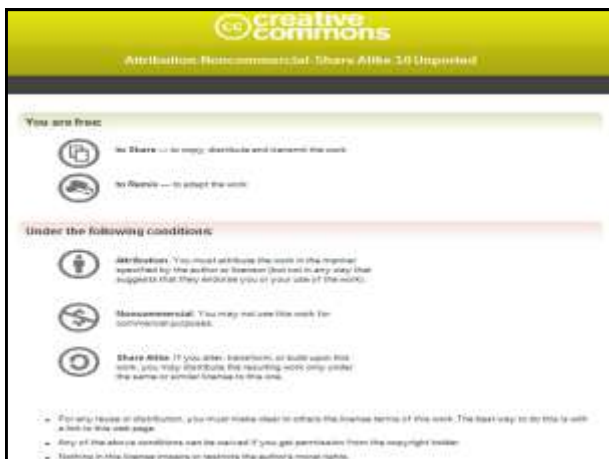 cc creative commons
Attribution-Noncommercial-Share Alike 3.0 Unported
You are free:
to Share — to copy, distribute and transmit the work
to Remix — to adapt the work
Under the following conditions:
Attribution. You must attribute the work in the manner
specified by the author or licensor (but not in any way that
suggests that they endorse you or your use of the work).
Noncommercial. You may not use this work for
commercial purposes.
Share Alike. If you alter, transform, or build upon this
work, you may distribute the resulting work only under
the same or similar license to this one.
• For any reuse or distribution, you must make clear to others the license terms of this work. The best way to do this is with
a link to this web page.
• Any of the above conditions can be waived if you get permission from the copyright holder.
• Nothing in this license impairs or restricts the author's moral rights.